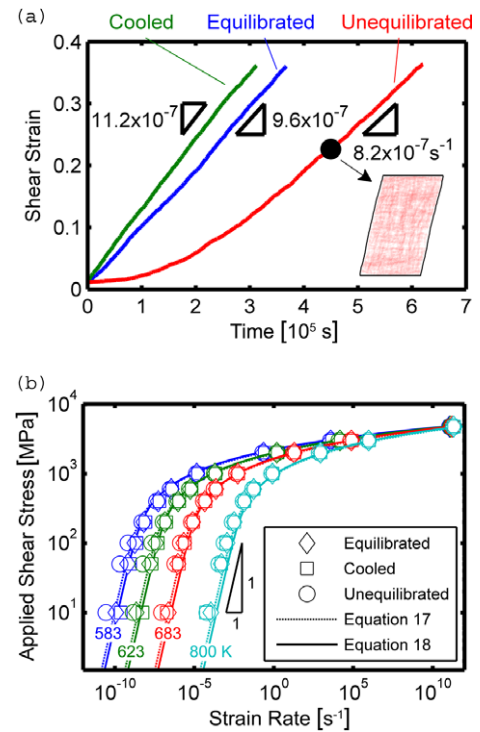 (a)
Cooled Equilibrated Unequilibrated
0.4
0.3
0.2
0.1
0
Shear Strain
11.2x10⁻⁷
9.6x10⁻⁷
8.2x10⁻⁷s⁻¹
0 1 2 3 4 5 6 7
Time [10⁵ s]
(b)
10⁴
10³
10²
10¹
Applied Shear Stress [MPa]
583
623
683
800 K
1
1
Equilibrated
Cooled
Unequilibrated
Equation 17
Equation 18
10⁻¹⁰ 10⁻⁵ 10⁰ 10⁵ 10¹⁰
Strain Rate [s⁻¹]